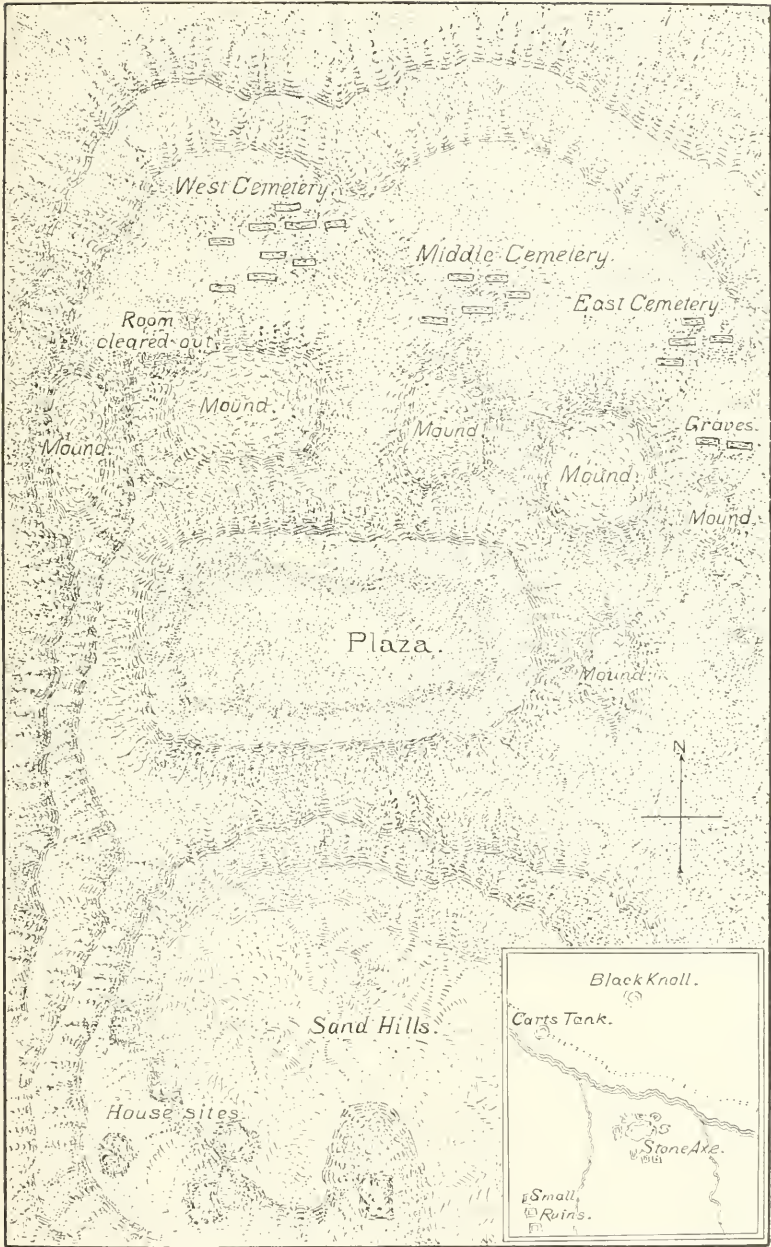 West Cemetery
Middle Cemetery.
East Cemetery
Room
cleared out
Mound.
Mound.
Mound
Graves.
Mound.
Mound.
Plaza.
Mound
N
Black Knoll.
Carts Tank.
Sand Hills.
House sites.
Stone Axe.
Small
Ruins.